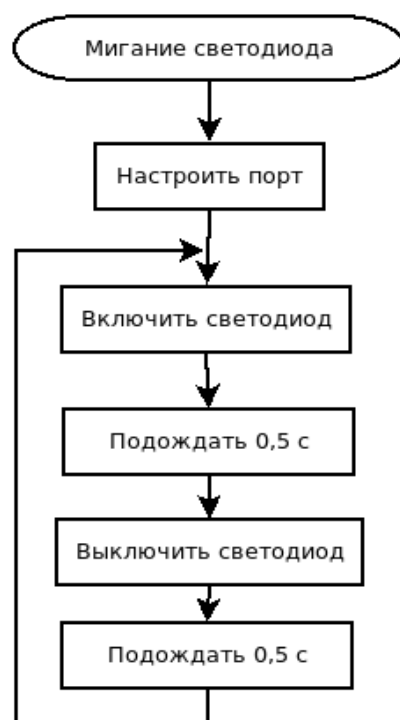 Мигание светодиода
Настроить порт
Включить светодиод
Подождать 0,5 с
Выключить светодиод
Подождать 0,5 с